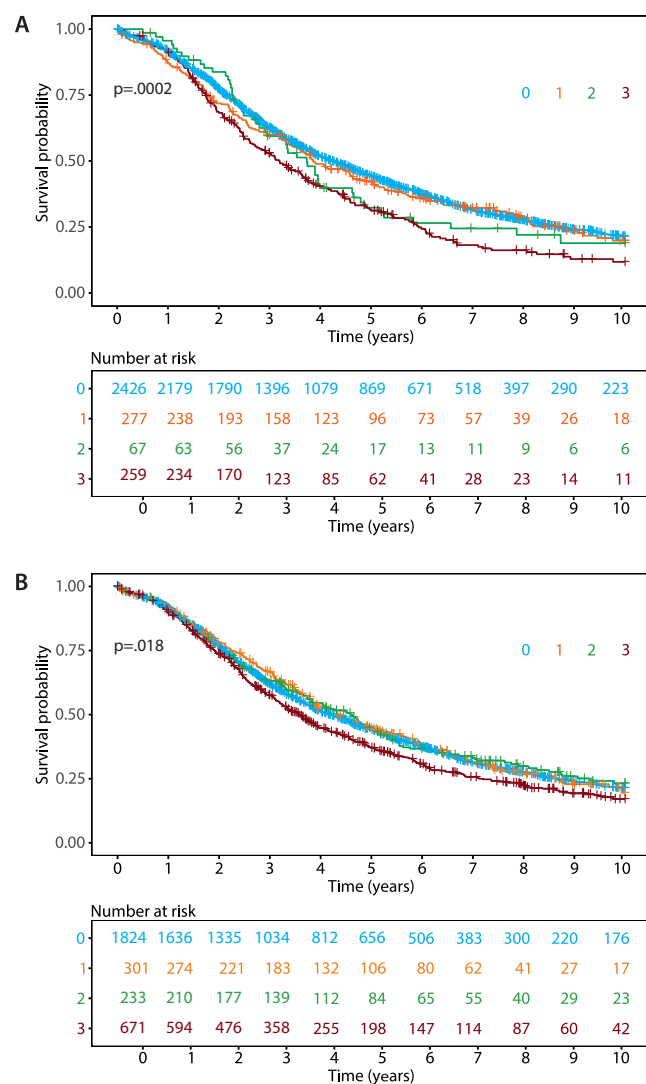 A
1.00
0.75
0.50
0.25
0.00
Survival probability
p=.0002
0 1 2 3
0 1 2 3 4 5 6 7 8 9 10
Time (years)
Number at risk
0 2426 2179 1790 1396 1079 869 671 518 397 290 223
1 277 238 193 158 123 96 73 57 39 26 18
2 67 63 56 37 24 17 13 11 9 6 6
3 259 234 170 123 85 62 41 28 23 14 11
0 1 2 3 4 5 6 7 8 9 10
Time (years)
B
1.00
0.75
0.50
0.25
0.00
Survival probability
p=.018
0 1 2 3
0 1 2 3 4 5 6 7 8 9 10
Time (years)
Number at risk
0 1824 1636 1335 1034 812 656 506 383 300 220 176
1 301 274 221 183 132 106 80 62 41 27 17
2 233 210 177 139 112 84 65 55 40 29 23
3 671 594 476 358 255 198 147 114 87 60 42
0 1 2 3 4 5 6 7 8 9 10
Time (years)